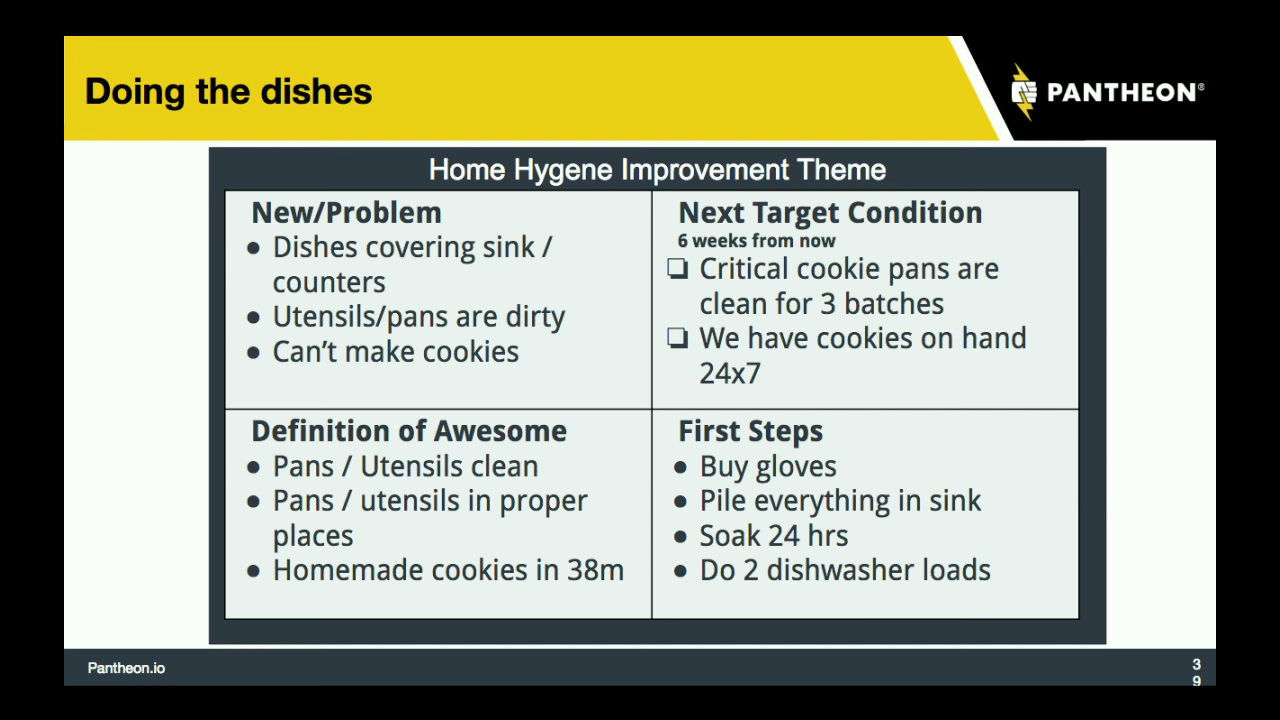 Doing the dishes
PANTHEON®
Home Hygiene Improvement Theme
New/Problem
● Dishes covering sink /
counters
● Utensils/pans are dirty
● Can't make cookies
Next Target Condition
6 weeks from now
❏ Critical cookie pans are
clean for 3 batches
❏ We have cookies on hand
24x7
Definition of Awesome
● Pans / Utensils clean
● Pans / utensils in proper
places
● Homemade cookies in 38m
First Steps
● Buy gloves
● Pile everything in sink
● Soak 24 hrs
● Do 2 dishwasher loads
Pantheon.io
3
9